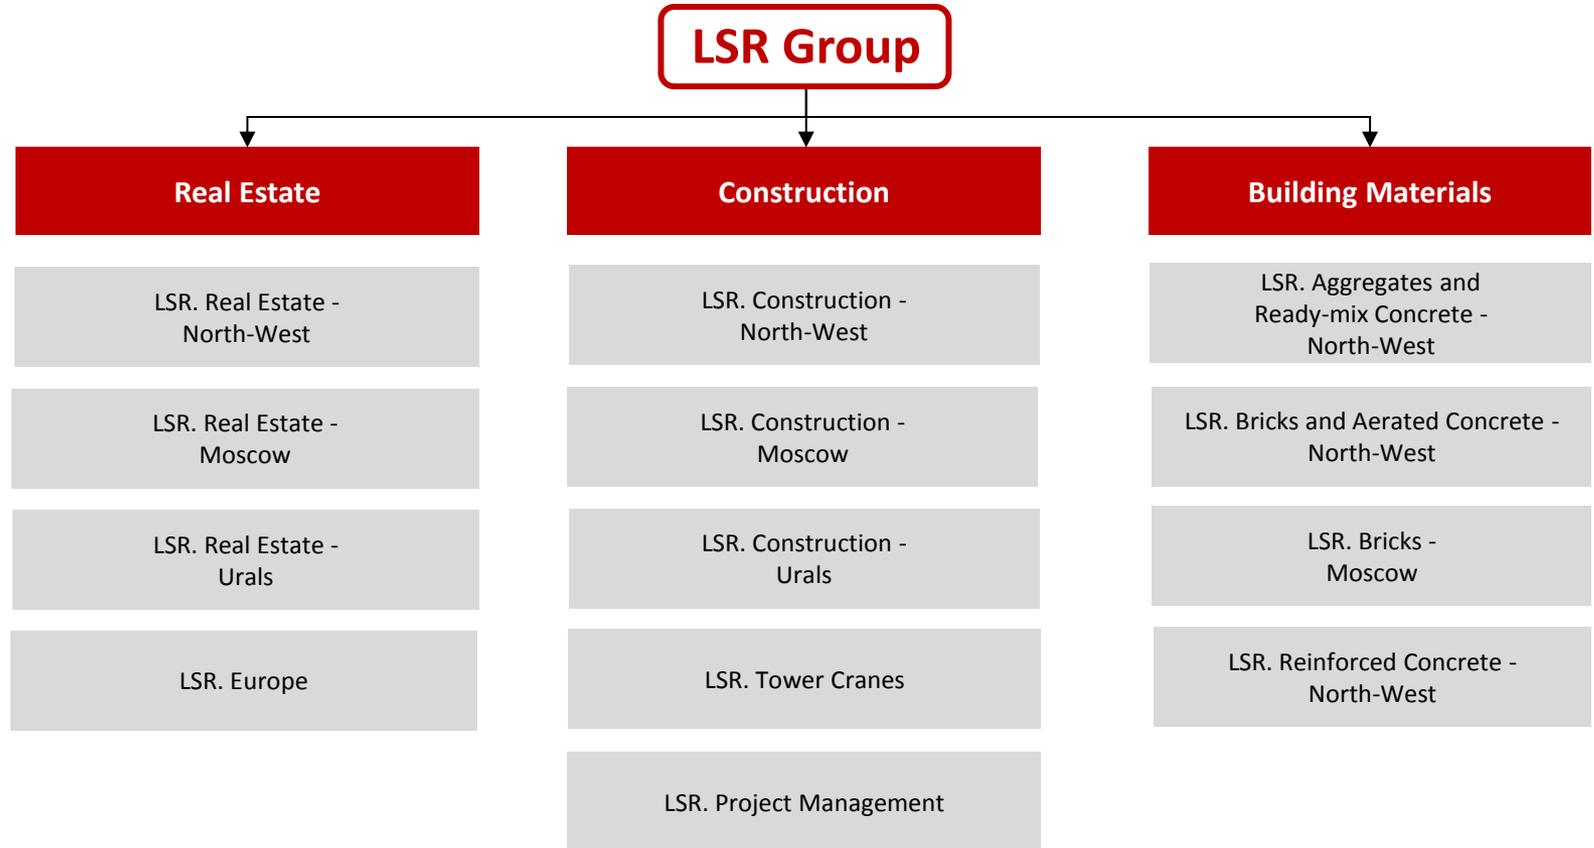 LSR Group
Real Estate
Construction
Building Materials
LSR. Real Estate -
North-West
LSR. Real Estate -
Moscow
LSR. Real Estate -
Urals
LSR. Europe
LSR. Construction -
North-West
LSR. Construction -
Moscow
LSR. Construction -
Urals
LSR. Tower Cranes
LSR. Project Management
LSR. Aggregates and
Ready-mix Concrete -
North-West
LSR. Bricks and Aerated Concrete -
North-West
LSR. Bricks -
Moscow
LSR. Reinforced Concrete -
North-West